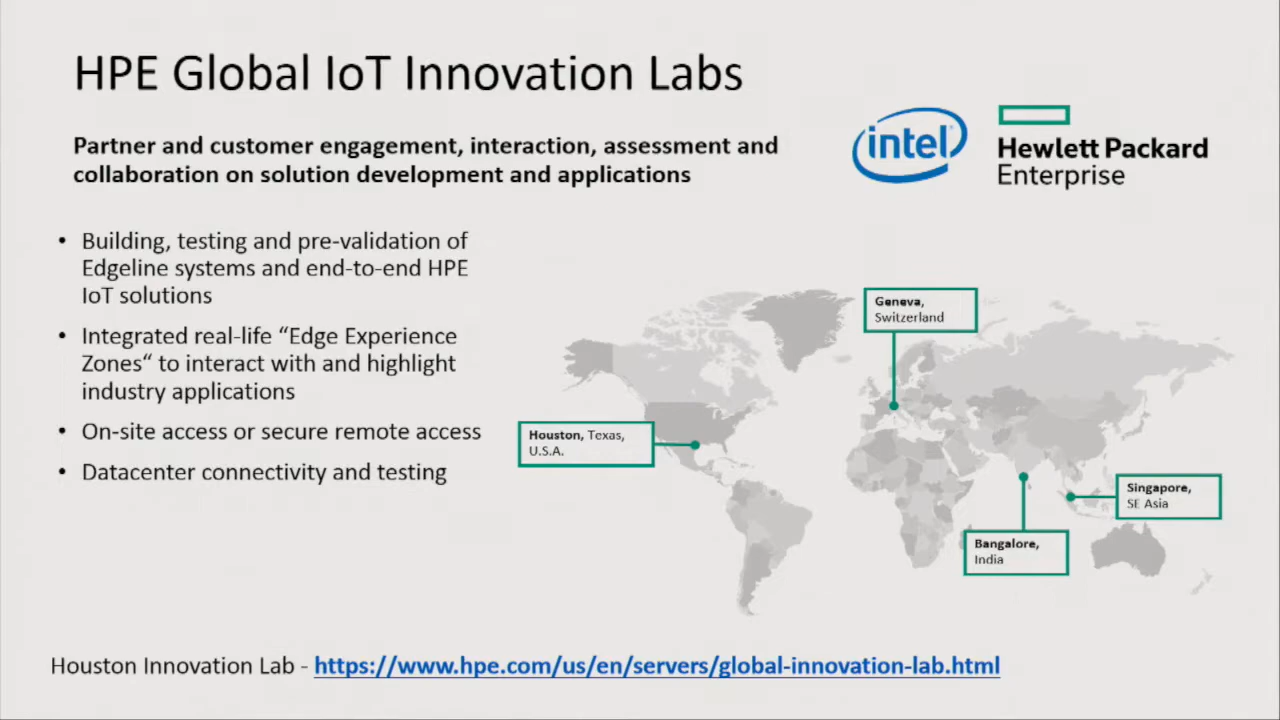 HPE Global IoT Innovation Labs
Partner and customer engagement, interaction, assessment and
collaboration on solution development and applications
intel
Hewlett Packard
Enterprise
• Building, testing and pre-validation of
Edgeline systems and end-to-end HPE
IoT solutions
• Integrated real-life “Edge Experience
Zones“ to interact with and highlight
industry applications
• On-site access or secure remote access
• Datacenter connectivity and testing
Geneva,
Switzerland
Houston, Texas,
U.S.A.
Singapore,
SE Asia
Bangalore,
India
Houston Innovation Lab - https://www.hpe.com/us/en/servers/global-innovation-lab.html